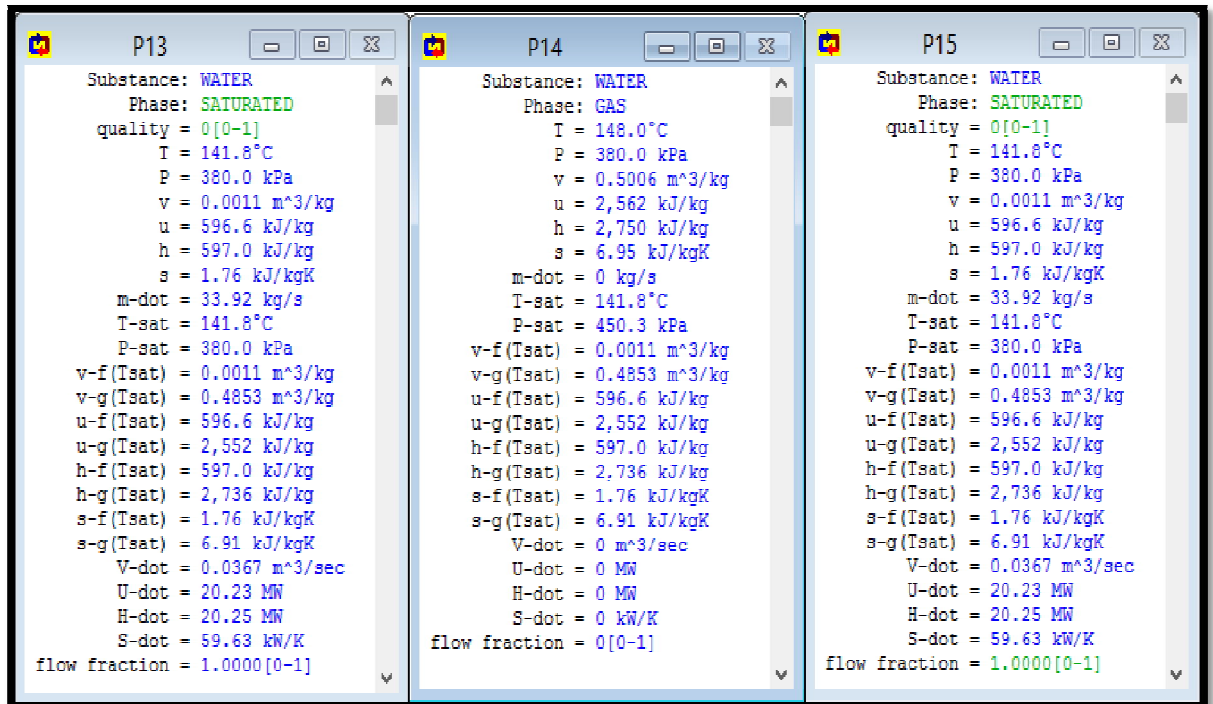 P13
Substance: WATER
Phase: SATURATED
quality = 0[0-1]
T = 141.8°C
P = 380.0 kPa
v = 0.0011 m^3/kg
u = 596.6 kJ/kg
h = 597.0 kJ/kg
s = 1.76 kJ/kgK
m-dot = 33.92 kg/s
T-sat = 141.8°C
P-sat = 380.0 kPa
v-f(Tsat) = 0.0011 m^3/kg
v-g(Tsat) = 0.4853 m^3/kg
u-f(Tsat) = 596.6 kJ/kg
u-g(Tsat) = 2,552 kJ/kg
h-f(Tsat) = 597.0 kJ/kg
h-g(Tsat) = 2,736 kJ/kg
s-f(Tsat) = 1.76 kJ/kgK
s-g(Tsat) = 6.91 kJ/kgK
V-dot = 0.0367 m^3/sec
U-dot = 20.23 MW
H-dot = 20.25 MW
S-dot = 59.63 kW/K
flow fraction = 1.0000[0-1]
P14
Substance: WATER
Phase: GAS
T = 148.0°C
P = 380.0 kPa
v = 0.5006 m^3/kg
u = 2,562 kJ/kg
h = 2,750 kJ/kg
s = 6.95 kJ/kgK
m-dot = 0 kg/s
T-sat = 141.8°C
P-sat = 450.3 kPa
v-f(Tsat) = 0.0011 m^3/kg
v-g(Tsat) = 0.4853 m^3/kg
u-f(Tsat) = 596.6 kJ/kg
u-g(Tsat) = 2,552 kJ/kg
h-f(Tsat) = 597.0 kJ/kg
h-g(Tsat) = 2,736 kJ/kg
s-f(Tsat) = 1.76 kJ/kgK
s-g(Tsat) = 6.91 kJ/kgK
V-dot = 0 m^3/sec
U-dot = 0 MW
H-dot = 0 MW
S-dot = 0 kW/K
flow fraction = 0[0-1]
P15
Substance: WATER
Phase: SATURATED
quality = 0[0-1]
T = 141.8°C
P = 380.0 kPa
v = 0.0011 m^3/kg
u = 596.6 kJ/kg
h = 597.0 kJ/kg
s = 1.76 kJ/kgK
m-dot = 33.92 kg/s
T-sat = 141.8°C
P-sat = 380.0 kPa
v-f(Tsat) = 0.0011 m^3/kg
v-g(Tsat) = 0.4853 m^3/kg
u-f(Tsat) = 596.6 kJ/kg
u-g(Tsat) = 2,552 kJ/kg
h-f(Tsat) = 597.0 kJ/kg
h-g(Tsat) = 2,736 kJ/kg
s-f(Tsat) = 1.76 kJ/kgK
s-g(Tsat) = 6.91 kJ/kgK
V-dot = 0.0367 m^3/sec
U-dot = 20.23 MW
H-dot = 20.25 MW
S-dot = 59.63 kW/K
flow fraction = 1.0000[0-1]